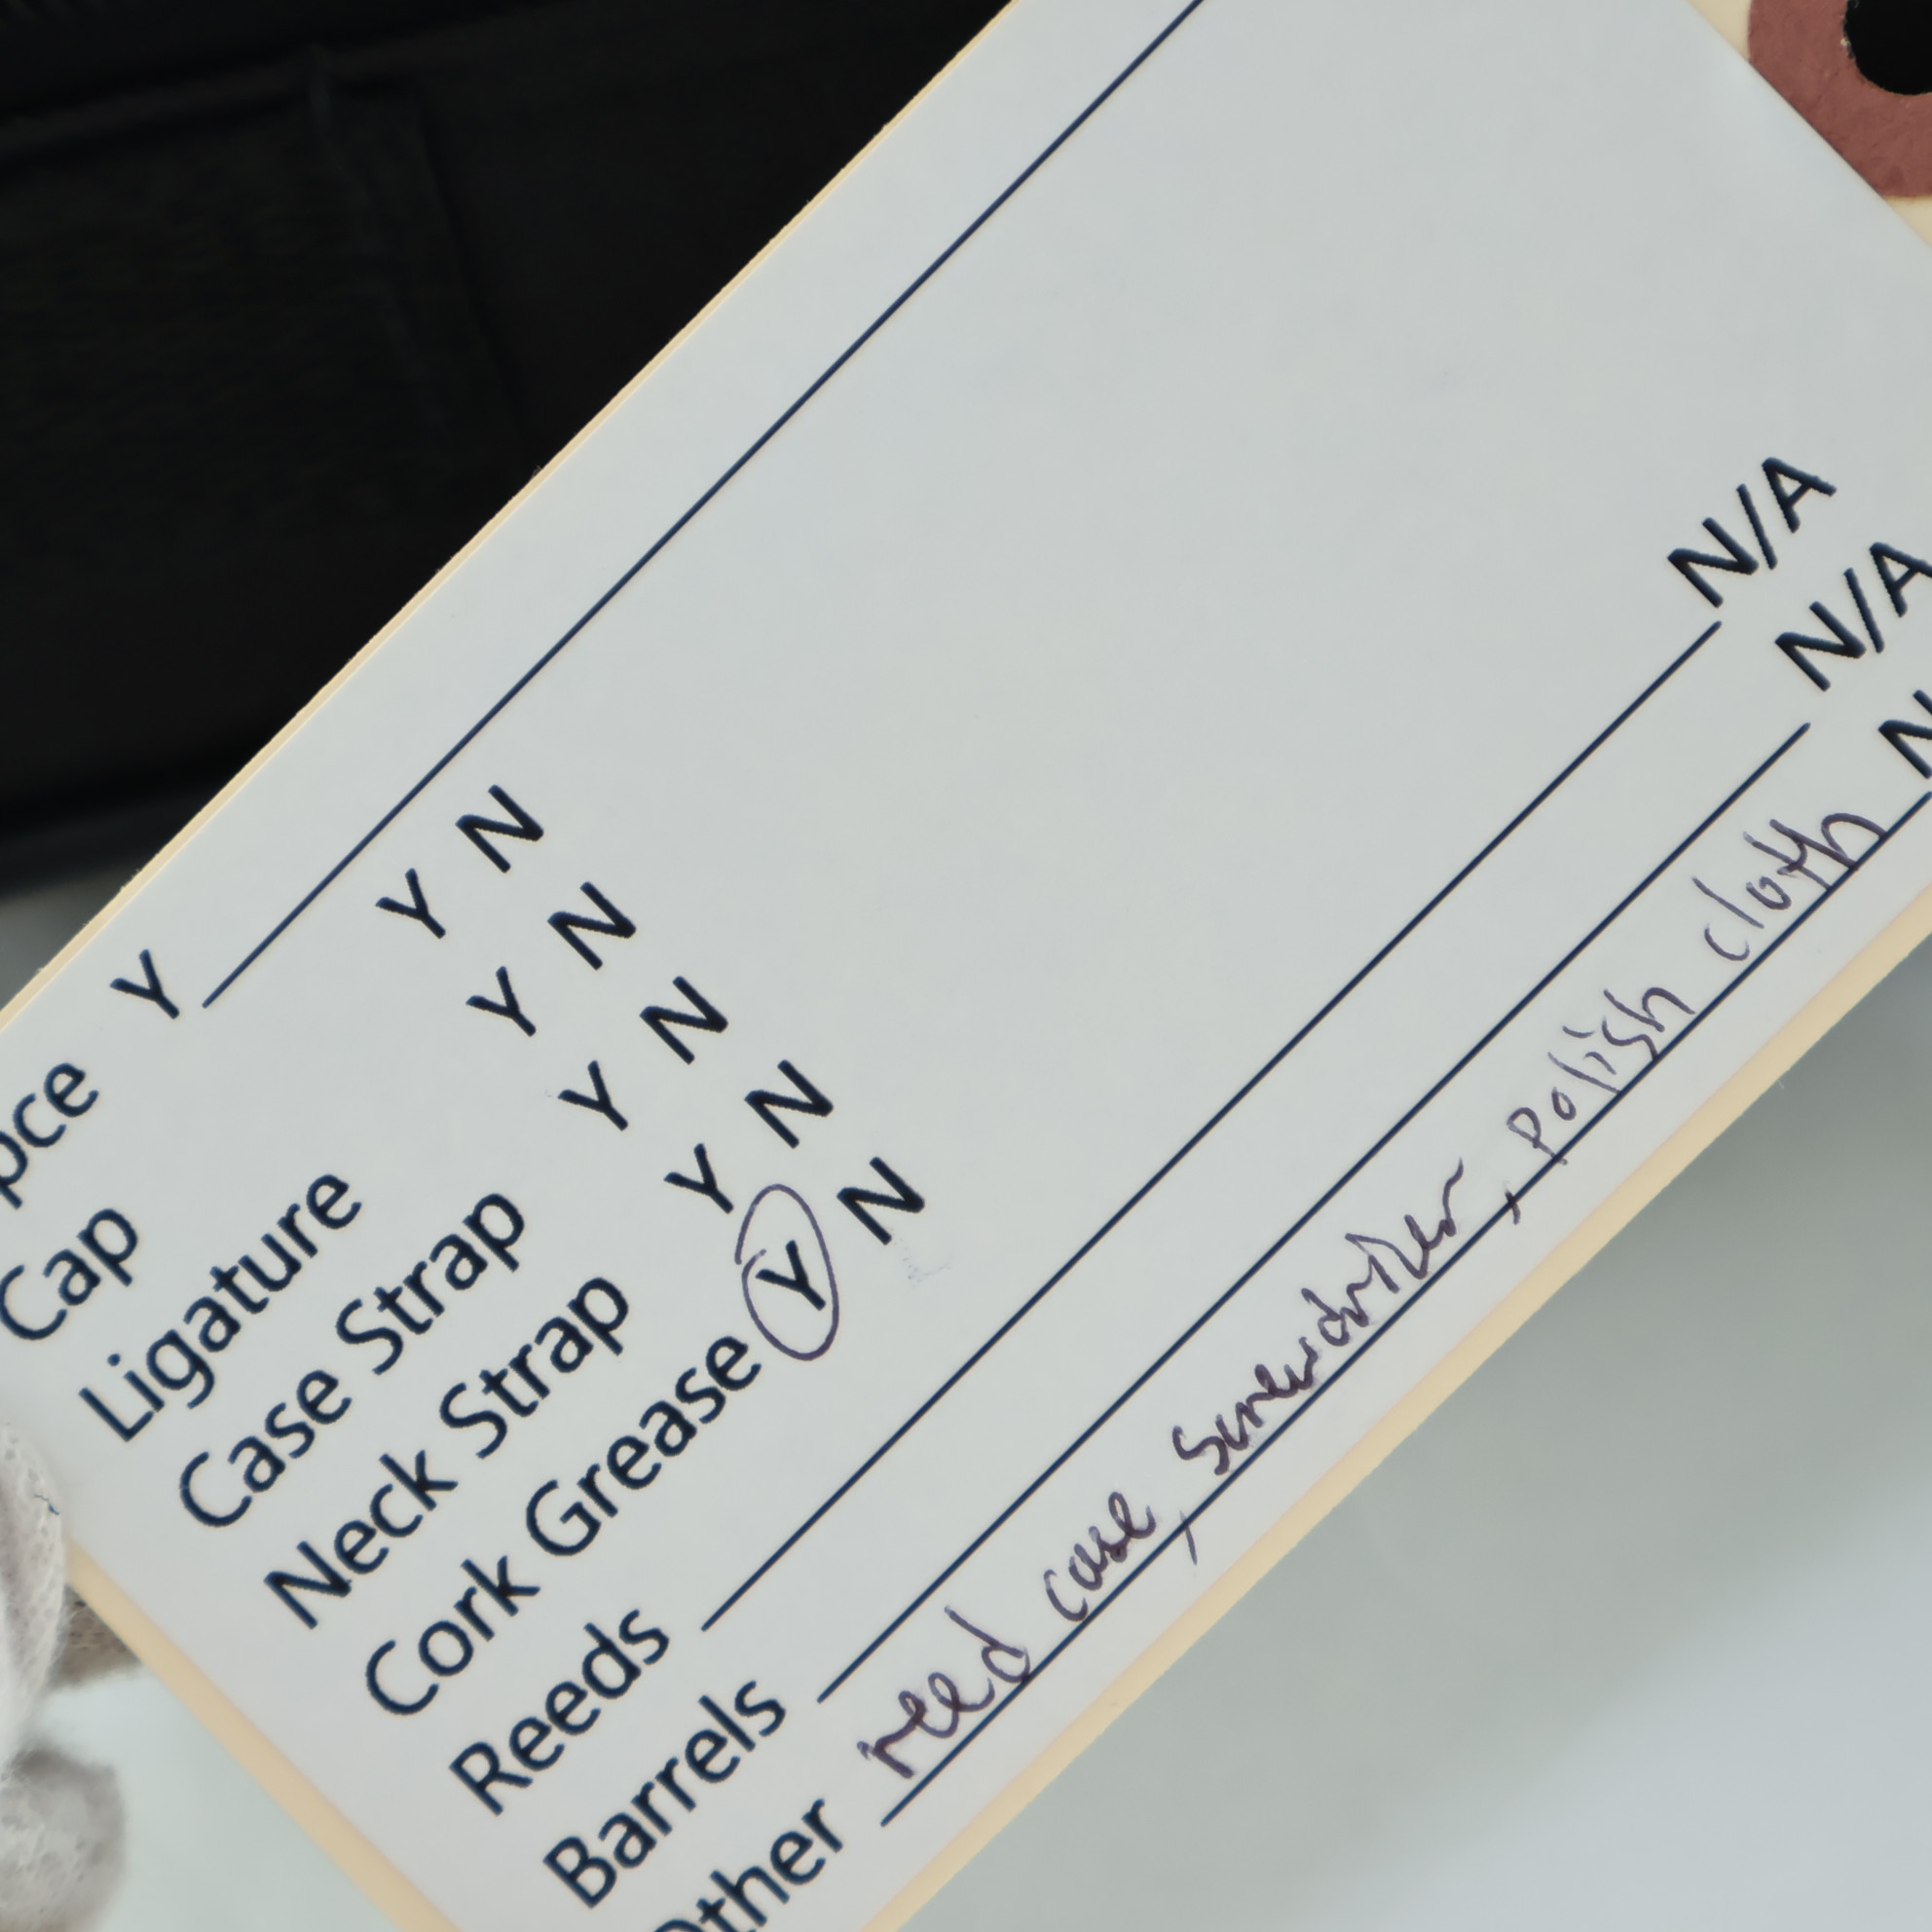 pce Y
Cap Y N
Ligature Y N
Case Strap Y N
Neck Strap Y N
Cork Grease Y N
Reeds N/A
Barrels N/A
Other reed case, screwdriver, polish cloth N